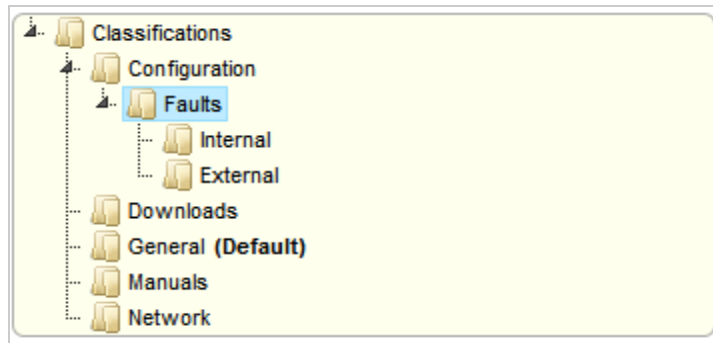 Classifications
Configuration
Faults
Internal
External
Downloads
General (Default)
Manuals
Network